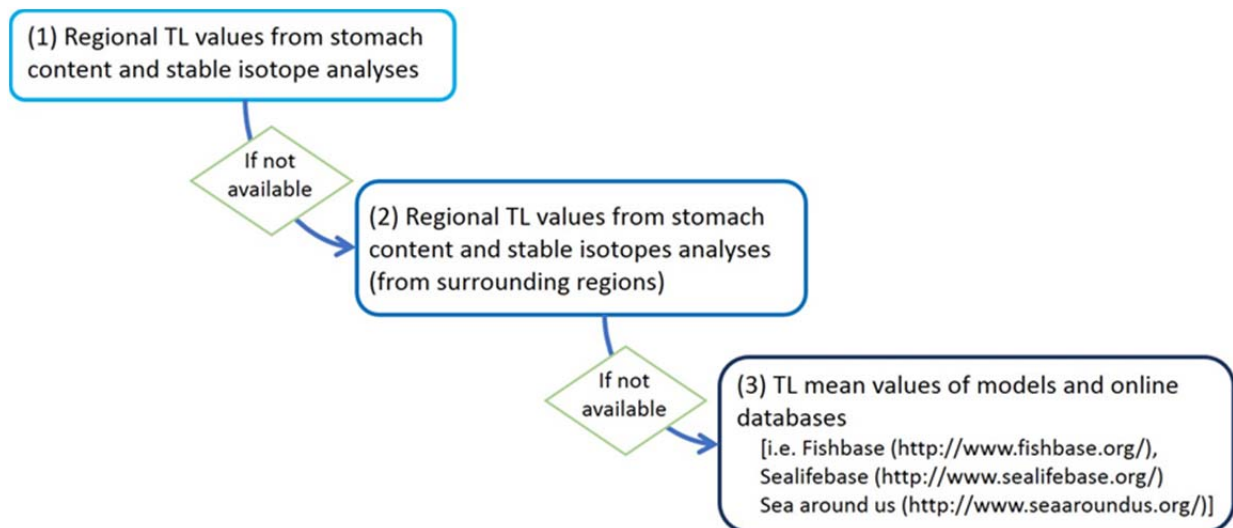 (1) Regional TL values from stomach
content and stable isotope analyses
If not
available
(2) Regional TL values from stomach
content and stable isotopes analyses
(from surrounding regions)
If not
available
(3) TL mean values of models and online
databases
[i.e. Fishbase (http://www.fishbase.org/),
Sealifebase (http://www.sealifebase.org/)
Sea around us (http://www.seaaroundus.org/)]